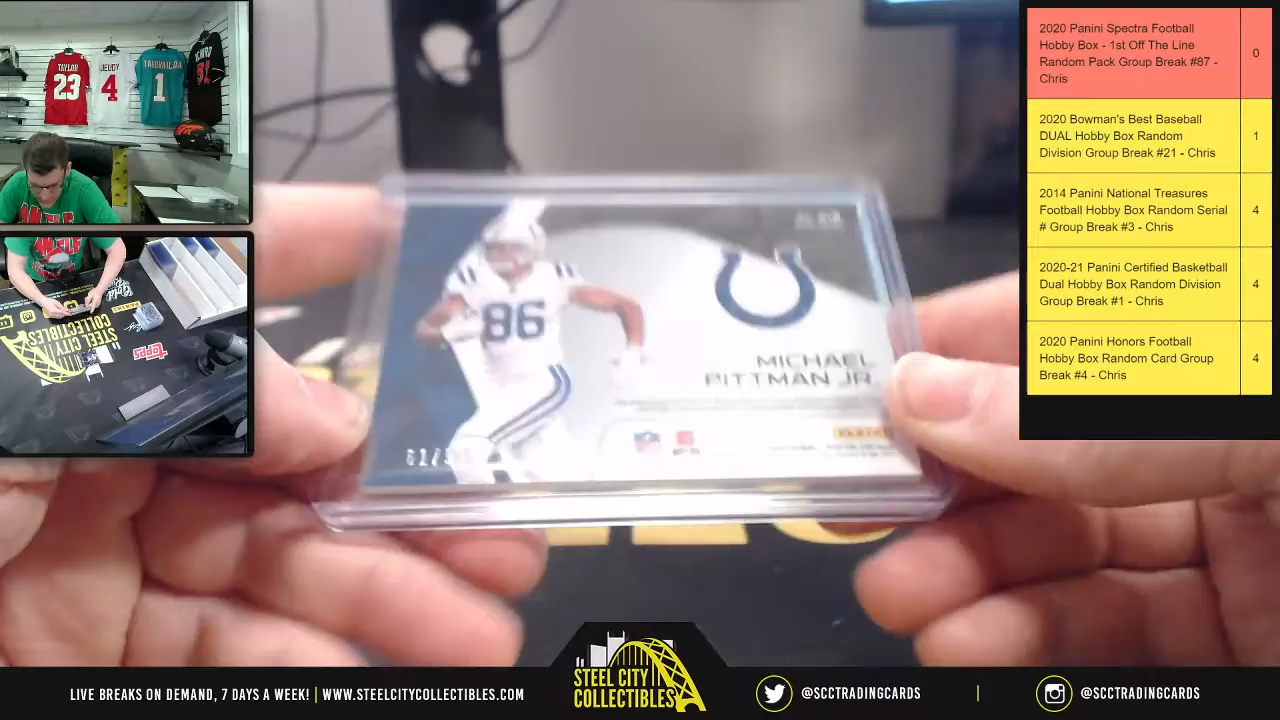 TAYLOR
23
JEUDY
4
TAGOVAILOA
1
51
STEEL CITY
COLLECTIBLES
topps
86
MICHAEL
PITTMAN JR.
2020 Panini Spectra Football
Hobby Box - 1st Off The Line
Random Pack Group Break #87 -
Chris
0
2020 Bowman's Best Baseball
DUAL Hobby Box Random
Division Group Break #21 - Chris
1
2014 Panini National Treasures
Football Hobby Box Random Serial
# Group Break #3 - Chris
4
2020-21 Panini Certified Basketball
Dual Hobby Box Random Division
Group Break #1 - Chris
4
2020 Panini Honors Football
Hobby Box Random Card Group
Break #4 - Chris
4
LIVE BREAKS ON DEMAND, 7 DAYS A WEEK! | WWW.STEELCITYCOLLECTIBLES.COM
STEEL CITY
COLLECTIBLES
@SCCTRADINGCARDS
@SCCTRADINGCARDS